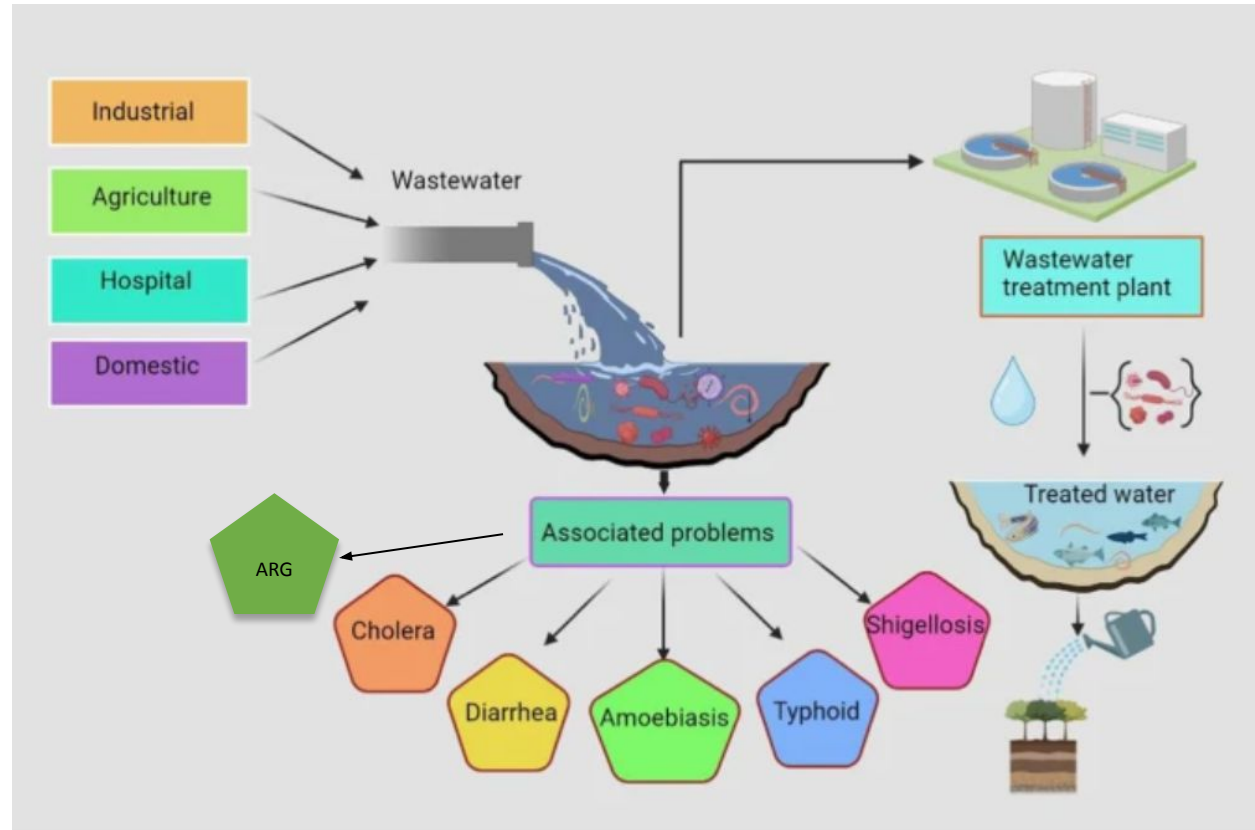 Industrial
Agriculture
Hospital
Domestic
Wastewater
Wastewater
treatment plant
Treated water
Associated problems
ARG
Cholera
Diarrhea
Amoebiasis
Typhoid
Shigellosis